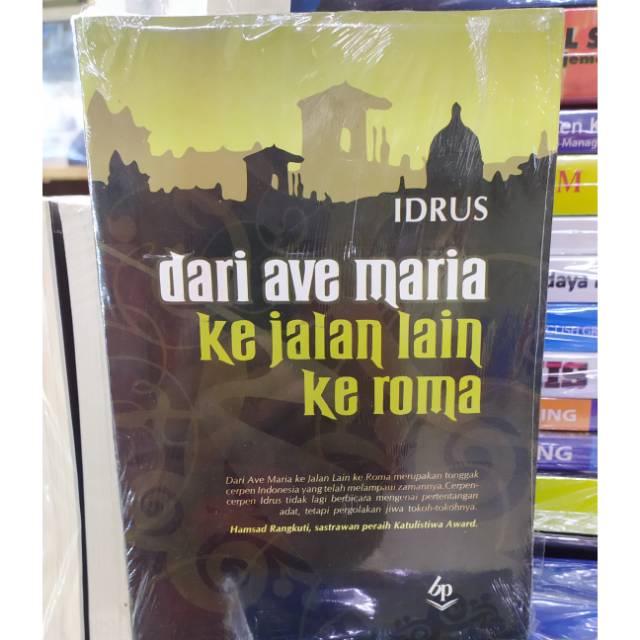 IDRUS
dari ave maria
ke jalan lain
ke roma
Dari Ave Maria ke Jalan Lain ke Roma merupakan tonggak
cerpen Indonesia yang telah melampaui zamannya. Cerpen-
cerpen Idrus tidak lagi berbicara mengenai pertentangan
adat, tetapi pergolakan jiwa tokoh-tokohnya.
Hamsad Rangkuti, sastrawan peraih Katulistiwa Award.
bp